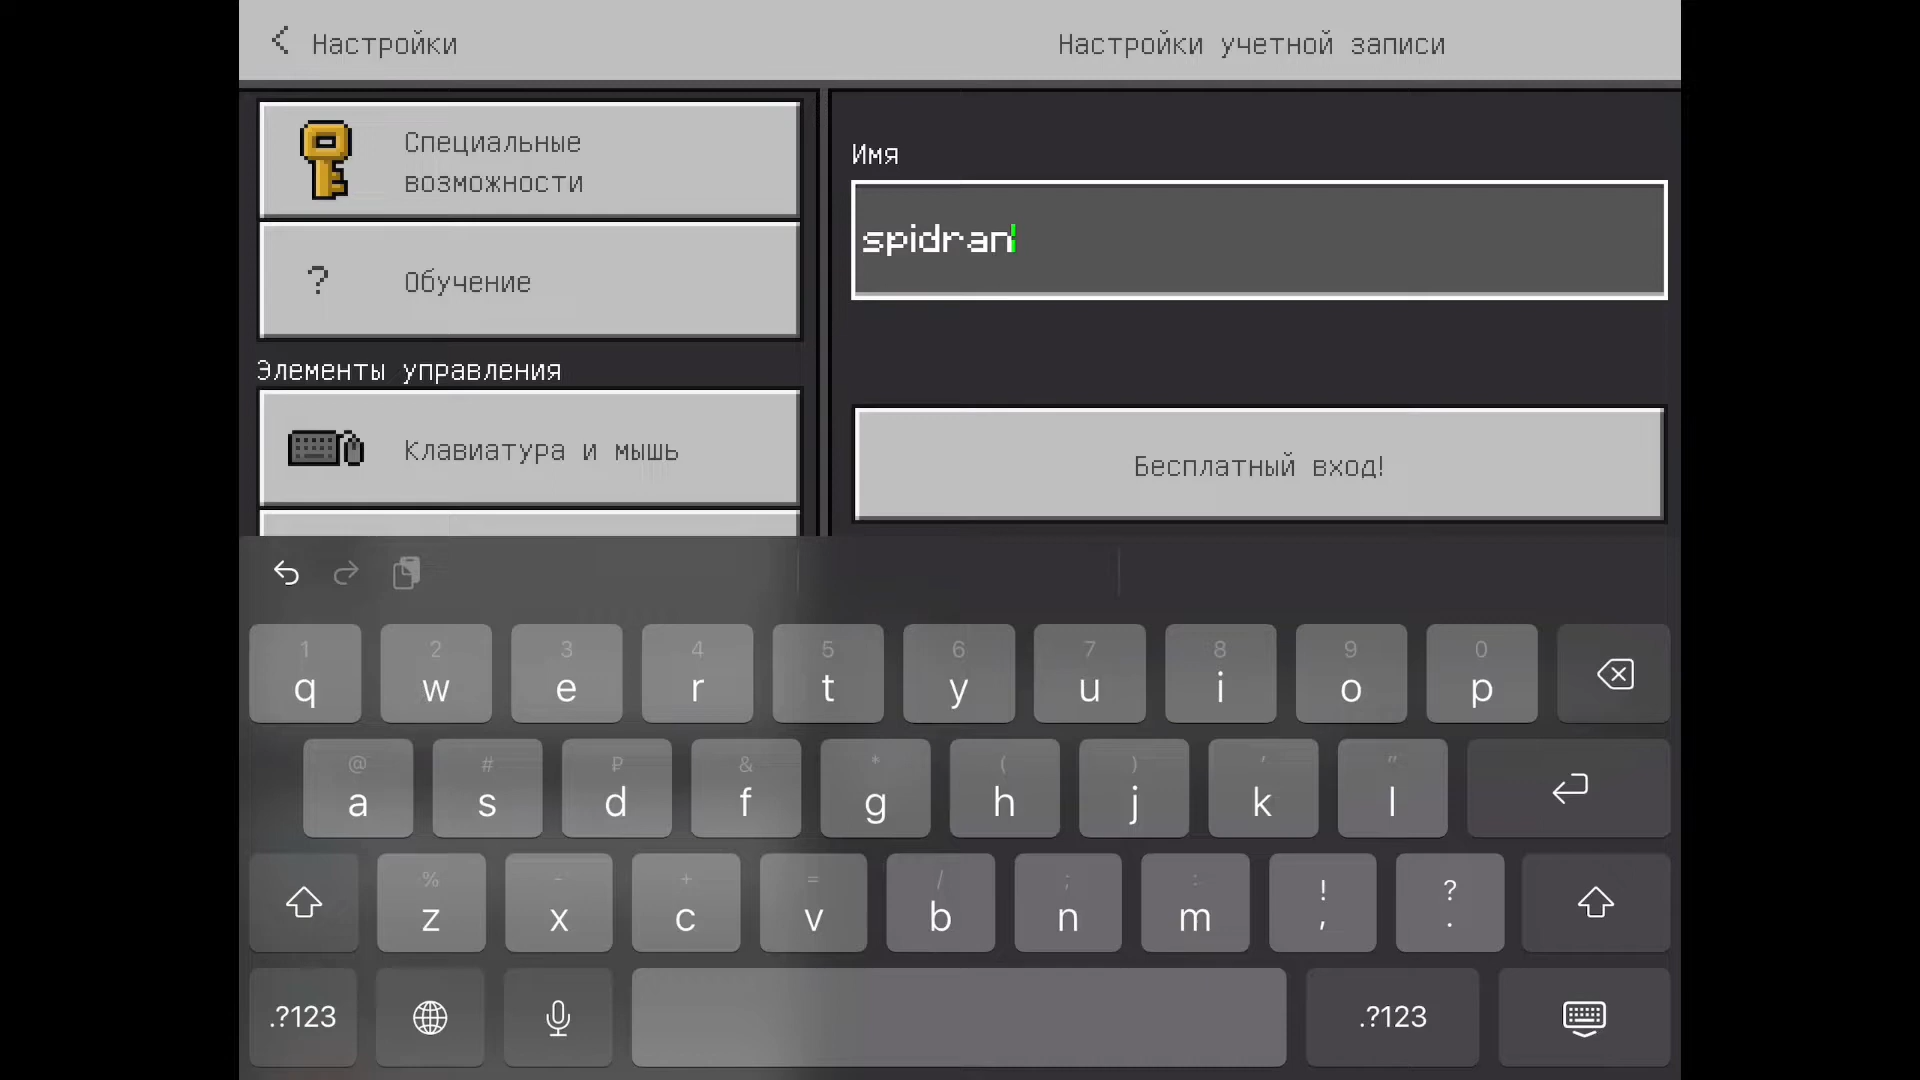 Настройки
Настройки учетной записи
Специальные
возможности
Имя
spidran
?
Обучение
Элементы управления
Клавиатура и мышь
Бесплатный вход!
1 2 3 4 5 6 7 8 9 0
q w e r t y u i o p
@ # ₽ & * ( ) ' "
a s d f g h j k l
% - + = / ; : ! ?
z x c v b n m , .
.?123 .?123